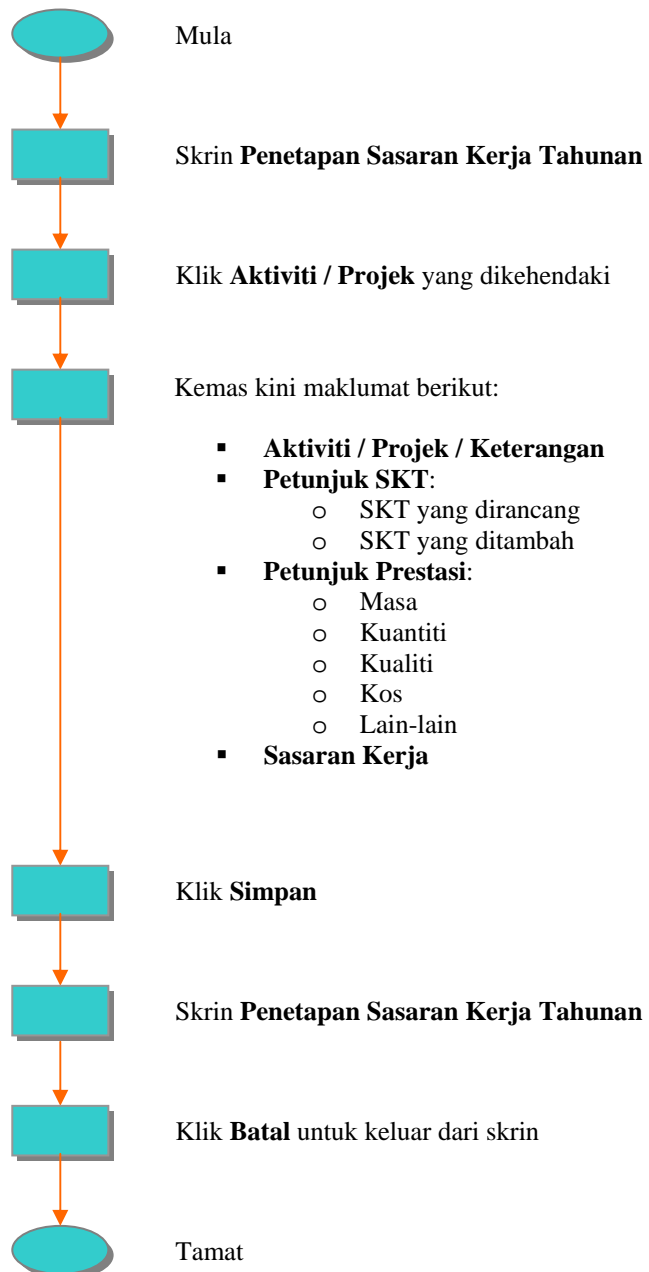 Mula
Skrin Penetapan Sasaran Kerja Tahunan
Klik Aktiviti / Projek yang dikehendaki
Kemas kini maklumat berikut:
▪ Aktiviti / Projek / Keterangan
▪ Petunjuk SKT:
o SKT yang dirancang
o SKT yang ditambah
▪ Petunjuk Prestasi:
o Masa
o Kuantiti
o Kualiti
o Kos
o Lain-lain
▪ Sasaran Kerja
Klik Simpan
Skrin Penetapan Sasaran Kerja Tahunan
Klik Batal untuk keluar dari skrin
Tamat